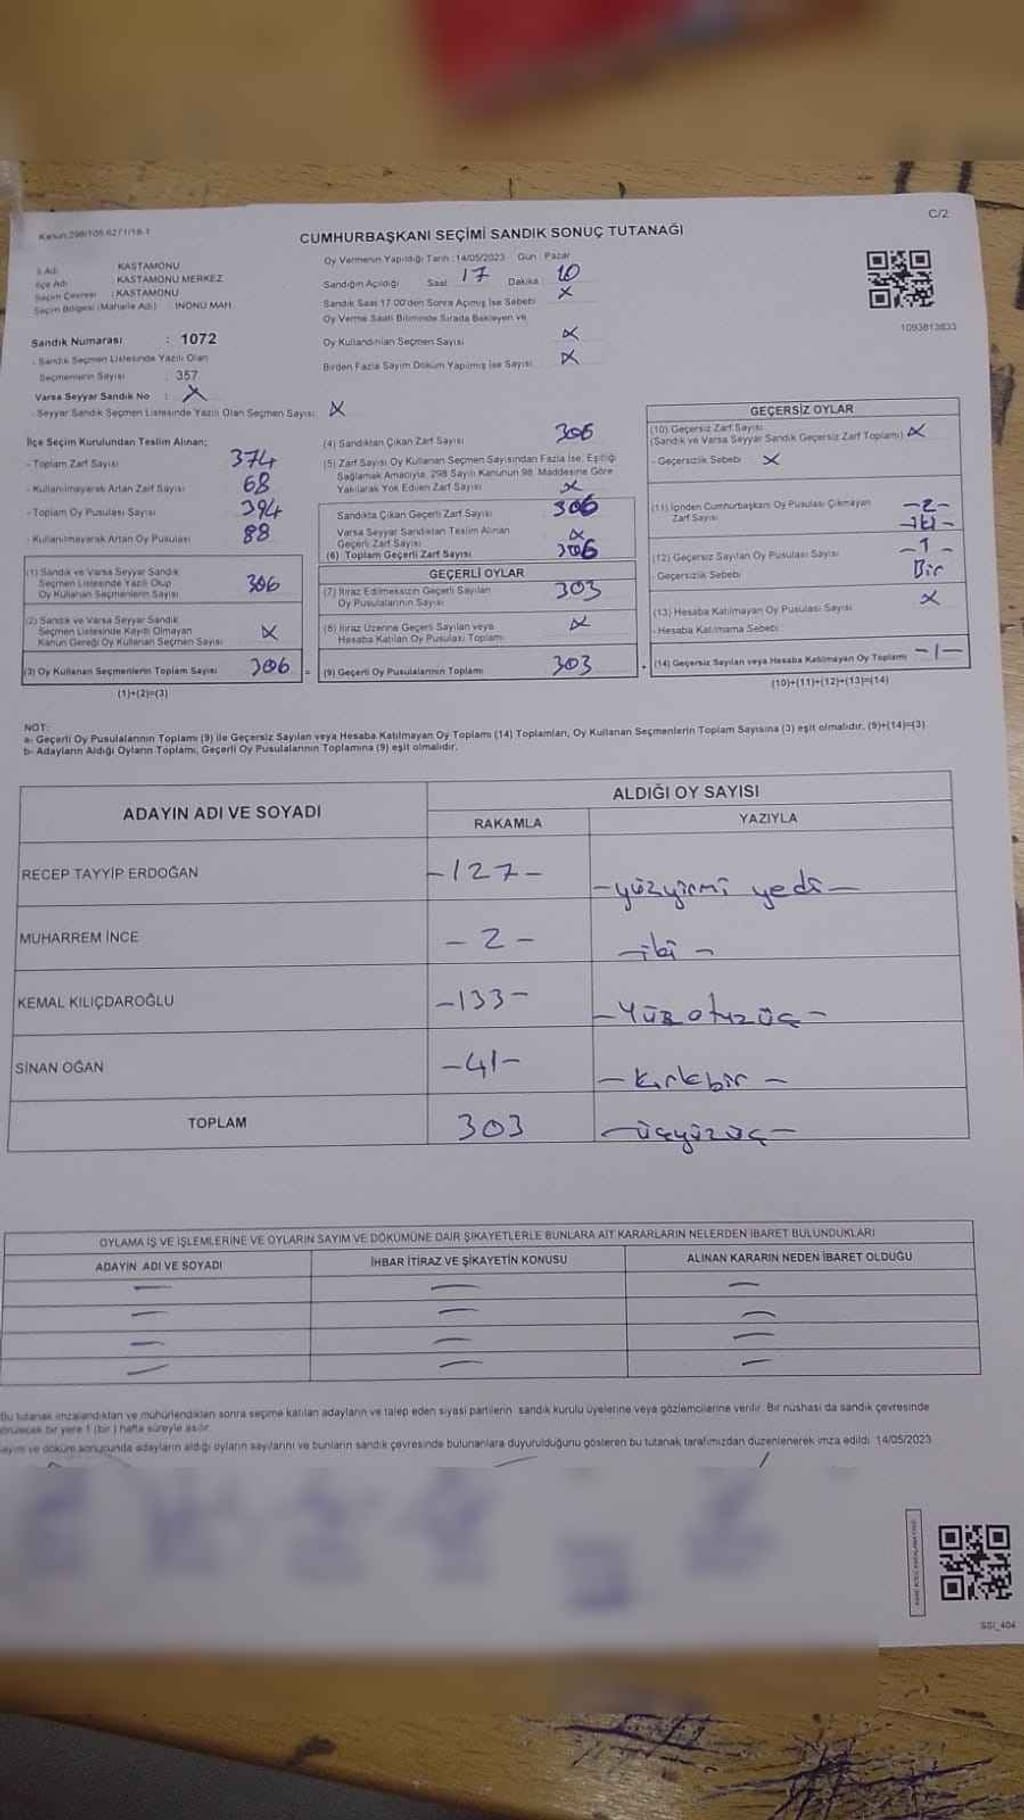 C/2
CUMHURBAŞKANI SEÇİMİ SANDIK SONUÇ TUTANAĞI
İl Adı : KASTAMONU
İlçe Adı : KASTAMONU MERKEZ
Seçim Çevresi : KASTAMONU
Seçim Bölgesi (Mahalle Adı) : İNÖNÜ MAH.
Sandık Numarası : 1072
- Sandık Seçmen Listesinde Yazılı Olan
Seçmenlerin Sayısı : 357
Varsa Seyyar Sandık No : X
- Seyyar Sandık Seçmen Listesinde Yazılı Olan Seçmen Sayısı: X
Oy Vermenin Yapıldığı Tarih : 14/05/2023 Gün : Pazar
Sandığın Açıldığı Saat 17 Dakika : 10
Sandık Saat 17:00'den Sonra Açılmış İse Sebebi X
Oy Verme Saati Bitiminde Sırada Bekleyen ve
Oy Kullandırılan Seçmen Sayısı X
Birden Fazla Sayım Döküm Yapılmış İse Sayısı X
1093813833
İlçe Seçim Kurulundan Teslim Alınan;
- Toplam Zarf Sayısı 374
- Kullanılmayarak Artan Zarf Sayısı 68
- Toplam Oy Pusulası Sayısı 394
- Kullanılmayarak Artan Oy Pusulası 88
(1) Sandık ve Varsa Seyyar Sandık
Seçmen Listesinde Yazılı Olup
Oy Kullanan Seçmenlerin Sayısı 306
(2) Sandık ve Varsa Seyyar Sandık
Seçmen Listesinde Kayıtlı Olmayan
Kanun Gereği Oy Kullanan Seçmen Sayısı X
(3) Oy Kullanan Seçmenlerin Toplam Sayısı 306 =
(1)+(2)=(3)
(4) Sandıktan Çıkan Zarf Sayısı 306
(5) Zarf Sayısı Oy Kullanan Seçmen Sayısından Fazla İse, Eşitliği
Sağlamak Amacıyla, 298 Sayılı Kanunun 98. Maddesine Göre
Yakılarak Yok Edilen Zarf Sayısı X
Sandıkta Çıkan Geçerli Zarf Sayısı 306
Varsa Seyyar Sandıktan Teslim Alınan
Geçerli Zarf Sayısı X
(6) Toplam Geçerli Zarf Sayısı 306
GEÇERLİ OYLAR
(7) İtiraz Edilmeksizin Geçerli Sayılan
Oy Pusulalarının Sayısı 303
(8) İtiraz Üzerine Geçerli Sayılan veya
Hesaba Katılan Oy Pusulası Toplamı X
(9) Geçerli Oy Pusulalarının Toplamı 303 +
GEÇERSİZ OYLAR
(10) Geçersiz Zarf Sayısı
(Sandık ve Varsa Seyyar Sandık Geçersiz Zarf Toplamı) X
- Geçersizlik Sebebi X
(11) İçinden Cumhurbaşkanı Oy Pusulası Çıkmayan -2-
Zarf Sayısı -iki-
(12) Geçersiz Sayılan Oy Pusulası Sayısı -1-
- Geçersizlik Sebebi Bir
(13) Hesaba Katılmayan Oy Pusulası Sayısı X
- Hesaba Katılmama Sebebi
(14) Geçersiz Sayılan veya Hesaba Katılmayan Oy Toplamı -1-
(10)+(11)+(12)+(13)=(14)
NOT:
a- Geçerli Oy Pusulalarının Toplamı (9) ile Geçersiz Sayılan veya Hesaba Katılmayan Oy Toplamı (14) Toplamları, Oy Kullanan Seçmenlerin Toplam Sayısına (3) eşit olmalıdır. (9)+(14)=(3)
b- Adayların Aldığı Oyların Toplamı, Geçerli Oy Pusulalarının Toplamına (9) eşit olmalıdır.
ADAYIN ADI VE SOYADI
ALDIĞI OY SAYISI
RAKAMLA YAZIYLA
RECEP TAYYİP ERDOĞAN -127- -yüzyirmi yedi-
MUHARREM İNCE -2- -iki-
KEMAL KILIÇDAROĞLU -133- -Yüzotuzüç-
SİNAN OĞAN -41- -Kırkbir-
TOPLAM 303 -üçyüzüç-
OYLAMA İŞ VE İŞLEMLERİNE VE OYLARIN SAYIM VE DÖKÜMÜNE DAİR ŞİKAYETLERLE BUNLARA AİT KARARLARIN NELERDEN İBARET BULUNDUKLARI
ADAYIN ADI VE SOYADI İHBAR İTİRAZ VE ŞİKAYETİN KONUSU ALINAN KARARIN NEDEN İBARET OLDUĞU
Bu tutanak imzalandıktan ve mühürlendikten sonra seçime katılan adayların ve talep eden siyasi partilerin sandık kurulu üyelerine veya gözlemcilerine verilir. Bir nüshası da sandık çevresinde
bir yere 1 (bir) hafta süreyle asılır.
Sayım ve döküm sonucunda adayların aldığı oyların sayılarını ve bunların sandık çevresinde bulunanlara duyurulduğunu gösteren bu tutanak tarafımızdan düzenlenerek imza edildi. 14/05/2023
SSI_404